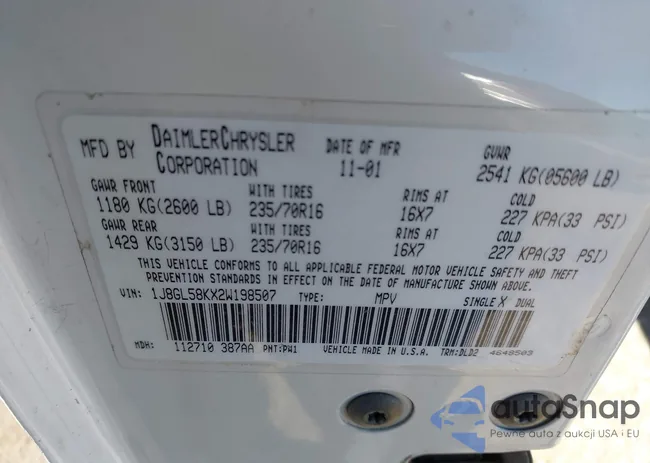 MFD BY DAIMLERCHRYSLER CORPORATION DATE OF MFR 11-01 GVWR 2541 KG(05600 LB)
GAWR FRONT WITH TIRES RIMS AT COLD
1180 KG(2600 LB) 235/70R16 16X7 227 KPA(33 PSI)
GAWR REAR WITH TIRES RIMS AT COLD
1429 KG(3150 LB) 235/70R16 16X7 227 KPA(33 PSI)
THIS VEHICLE CONFORMS TO ALL APPLICABLE FEDERAL MOTOR VEHICLE SAFETY AND THEFT
PREVENTION STANDARDS IN EFFECT ON THE DATE OF MANUFACTURE SHOWN ABOVE.
VIN: 1J8GL58KX2W198507 TYPE: MPV SINGLE X DUAL
MDH: 112710 387AA PNT:PW1 VEHICLE MADE IN U.S.A. TRM:DLD2 4648503
autoSnap
Pewne auta z aukcji USA i EU